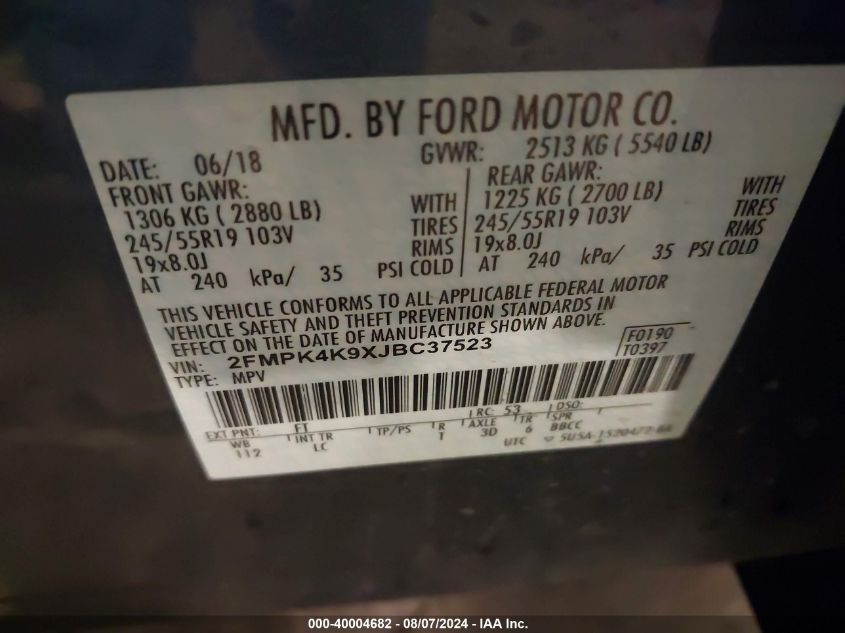 MFD. BY FORD MOTOR CO.
DATE: 06/18 GVWR: 2513 KG ( 5540 LB)
FRONT GAWR: REAR GAWR:
1306 KG ( 2880 LB) WITH 1225 KG ( 2700 LB) WITH
245/55R19 103V TIRES 245/55R19 103V TIRES
19x8.0J RIMS 19x8.0J RIMS
AT 240 kPa/ 35 PSI COLD AT 240 kPa/ 35 PSI COLD
THIS VEHICLE CONFORMS TO ALL APPLICABLE FEDERAL MOTOR
VEHICLE SAFETY AND THEFT PREVENTION STANDARDS IN
EFFECT ON THE DATE OF MANUFACTURE SHOWN ABOVE.
VIN: 2FMPK4K9XJBC37523 F0190
TYPE: MPV T0397
EXT PNT: FT RC: 53 DSO:
WB INT TR TP/PS R AXLE TR SPR
112 LC T 3D 6 BBCC
UTC
000-40004682 - 08/07/2024 - IAA Inc.